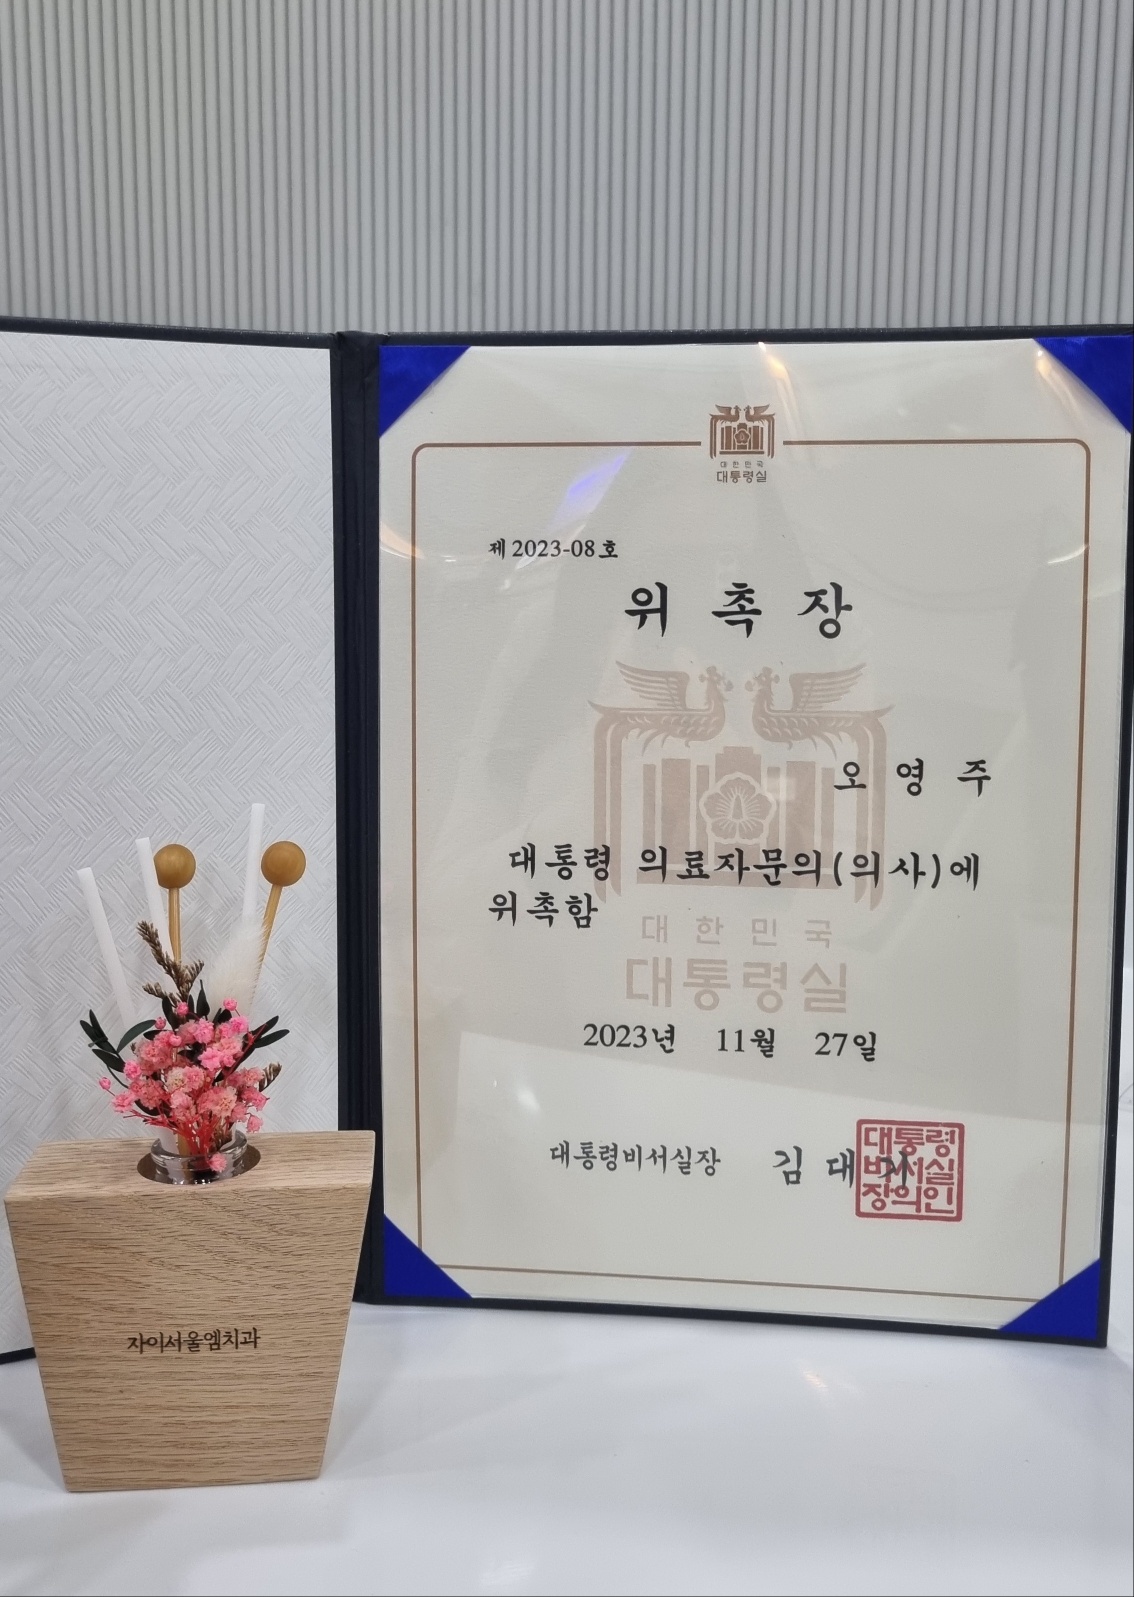 대한민국
대통령실
제 2023-08 호
위 촉 장
오 영 주
대통령 의료자문의(의사)에
위촉함
대 한 민 국
대통령실
2023년 11월 27일
대통령비서실장 김 대 기
대통령
비서실
장의인
자이서울엠치과